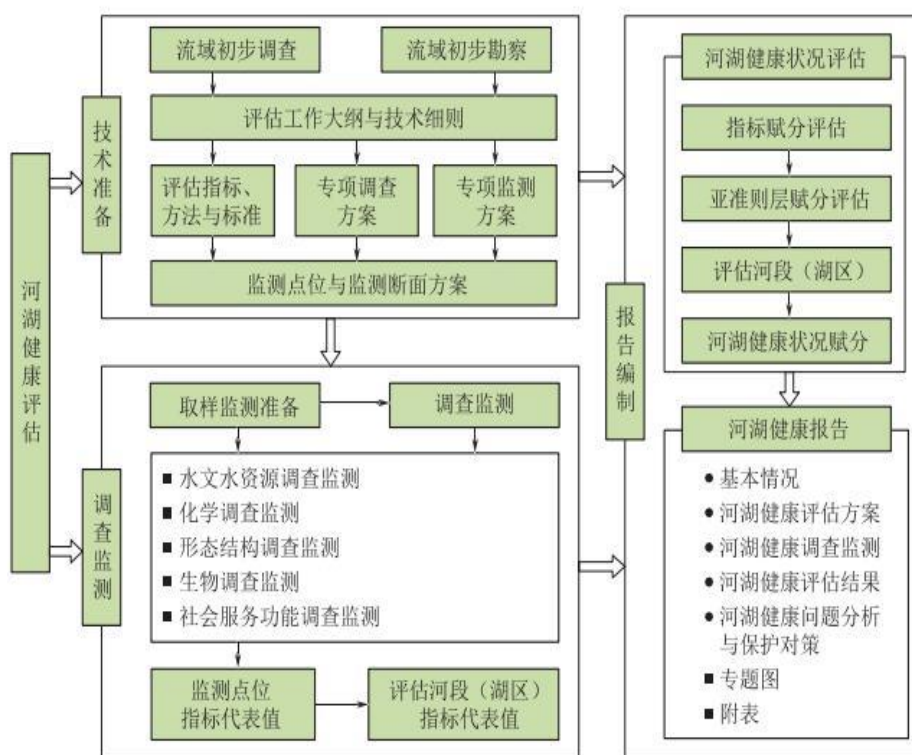 河湖健康评估
技术准备
流域初步调查
流域初步勘察
评估工作大纲与技术细则
评估指标、
方法与标准
专项调查
方案
专项监测
方案
监测点位与监测断面方案
调查监测
取样监测准备
调查监测
■ 水文水资源调查监测
■ 化学调查监测
■ 形态结构调查监测
■ 生物调查监测
■ 社会服务功能调查监测
监测点位
指标代表值
评估河段（湖区）
指标代表值
报告编制
河湖健康状况评估
指标赋分评估
亚准则层赋分评估
评估河段（湖区）
河湖健康状况赋分
河湖健康报告
● 基本情况
● 河湖健康评估方案
● 河湖健康调查监测
● 河湖健康评估结果
● 河湖健康问题分析
与保护对策
■ 专题图
■ 附表